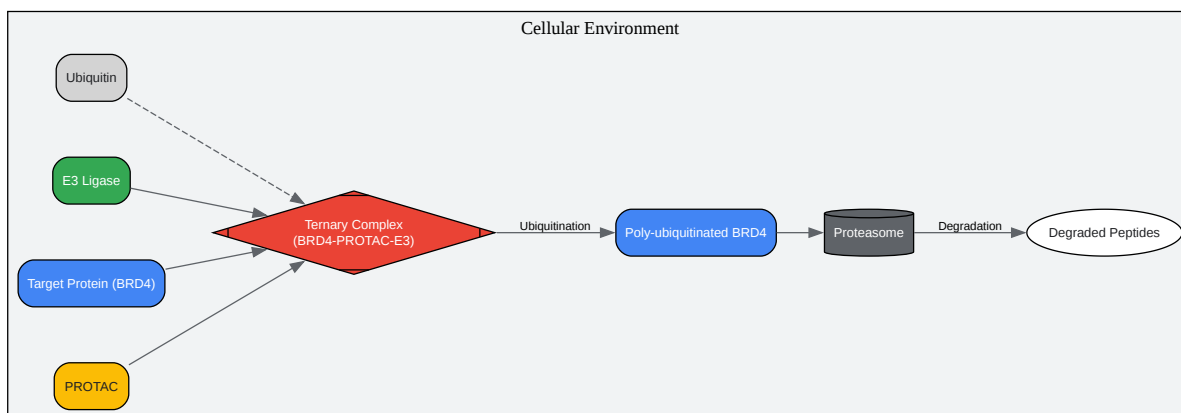 Cellular Environment
Ubiquitin
E3 Ligase
Target Protein (BRD4)
PROTAC
Ternary Complex
(BRD4-PROTAC-E3)
Ubiquitination
Poly-ubiquitinated BRD4
Proteasome
Degradation
Degraded Peptides